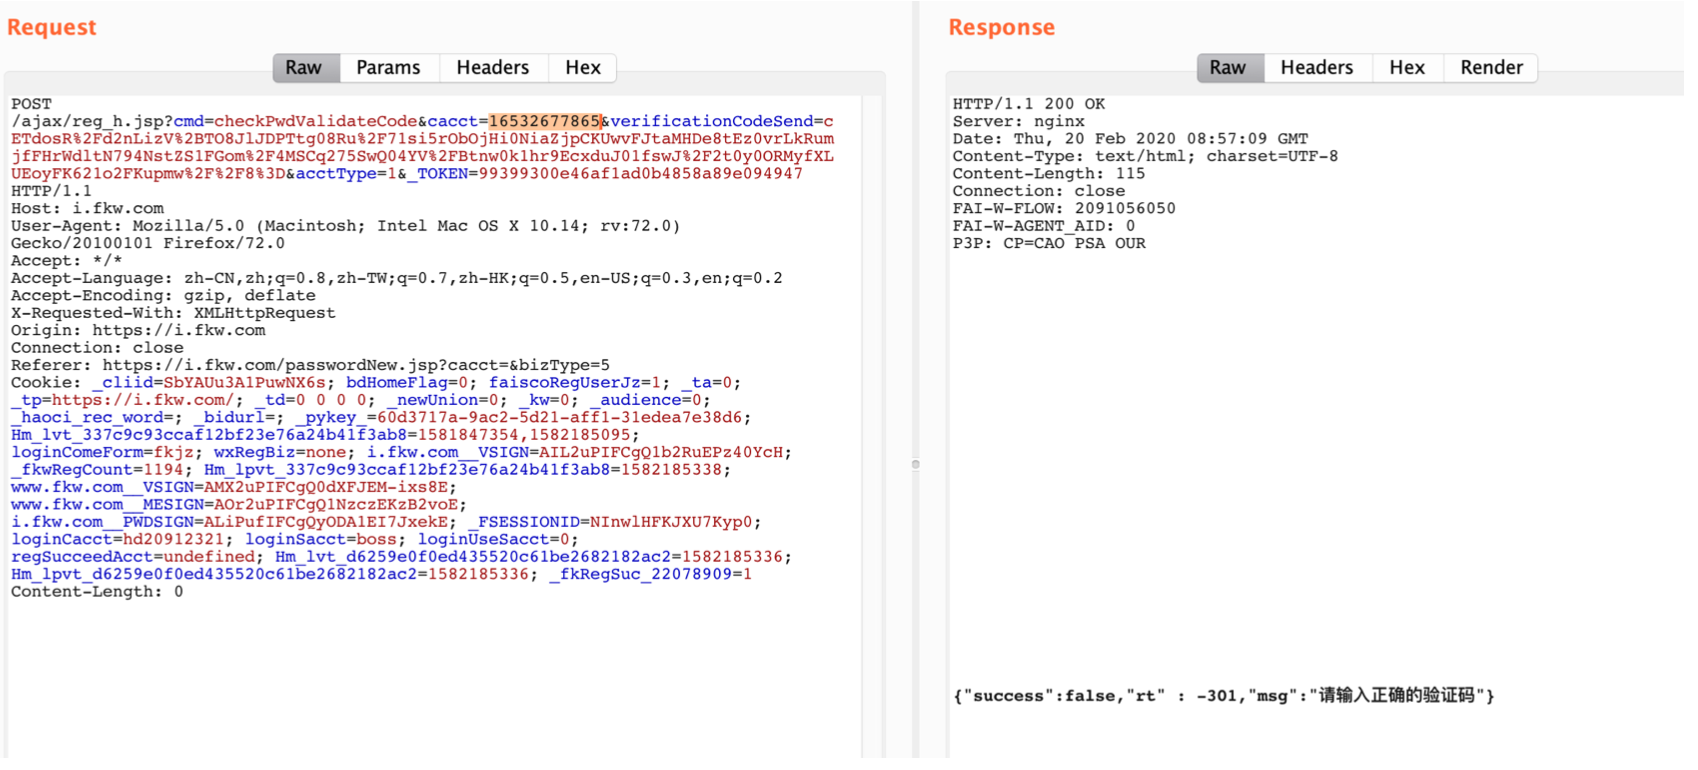 Request
Raw Params Headers Hex
POST
/ajax/reg_h.jsp?cmd=checkPwdValidateCode&cacct=16532677865&verificationCodeSend=c
ETdosR%2Fd2nLizV%2BTO8JlJDPTtg08Ru%2F71si5rObOjHi0NiaZjpCKUwvFJtaMHDe8tEz0vrLkRum
jfFHrWdltN794NstZS1FGom%2F4MSCq275SwQ04YV%2FBtnw0k1hr9EcxduJ01fswJ%2F2t0y0ORMyfXL
UEoyFK621o2FKupmw%2F%2F8%3D&acctType=1&_TOKEN=99399300e46af1ad0b4858a89e094947
HTTP/1.1
Host: i.fkw.com
User-Agent: Mozilla/5.0 (Macintosh; Intel Mac OS X 10.14; rv:72.0)
Gecko/20100101 Firefox/72.0
Accept: */*
Accept-Language: zh-CN,zh;q=0.8,zh-TW;q=0.7,zh-HK;q=0.5,en-US;q=0.3,en;q=0.2
Accept-Encoding: gzip, deflate
X-Requested-With: XMLHttpRequest
Origin: https://i.fkw.com
Connection: close
Referer: https://i.fkw.com/passwordNew.jsp?cacct=&bizType=5
Cookie: _cliid=SbYAUu3A1PuwNX6s; bdHomeFlag=0; faiscoRegUserJz=1; _ta=0;
_tp=https://i.fkw.com/; _td=0 0 0 0; _newUnion=0; _kw=0; _audience=0;
_haoci_rec_word=; _bidurl=; _pykey_=60d3717a-9ac2-5d21-aff1-31edea7e38d6;
Hm_lvt_337c9c93ccaf12bf23e76a24b41f3ab8=1581847354,1582185095;
loginComeForm=fkjz; wxRegBiz=none; i.fkw.com__VSIGN=AIL2uPIFCgQ1b2RuEPz40YcH;
_fkwRegCount=1194; Hm_lpvt_337c9c93ccaf12bf23e76a24b41f3ab8=1582185338;
www.fkw.com__VSIGN=AMX2uPIFCgQ0dXFJEM-ixs8E;
www.fkw.com__MESIGN=AOr2uPIFCgQ1NzczEKzB2voE;
i.fkw.com__PWDSIGN=ALiPufIFCgQyODA1EI7JxekE; _FSESSIONID=NInwlHFKJXU7Kyp0;
loginCacct=hd20912321; loginSacct=boss; loginUseSacct=0;
regSucceedAcct=undefined; Hm_lvt_d6259e0f0ed435520c61be2682182ac2=1582185336;
Hm_lpvt_d6259e0f0ed435520c61be2682182ac2=1582185336; _fkRegSuc_22078909=1
Content-Length: 0
Response
Raw Headers Hex Render
HTTP/1.1 200 OK
Server: nginx
Date: Thu, 20 Feb 2020 08:57:09 GMT
Content-Type: text/html; charset=UTF-8
Content-Length: 115
Connection: close
FAI-W-FLOW: 2091056050
FAI-W-AGENT_AID: 0
P3P: CP=CAO PSA OUR
{"success":false,"rt" : -301,"msg":"请输入正确的验证码"}